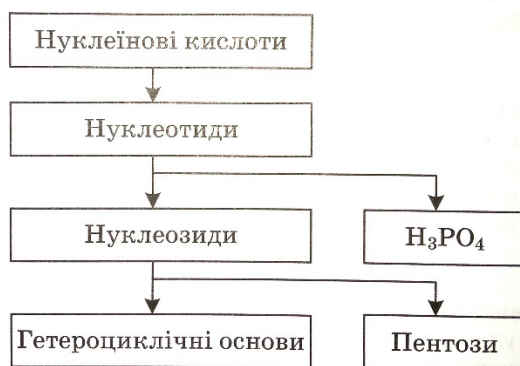 Нуклеїнові кислоти
Нуклеотиди
Нуклеозиди
H₃PO₄
Гетероциклічні основи
Пентози